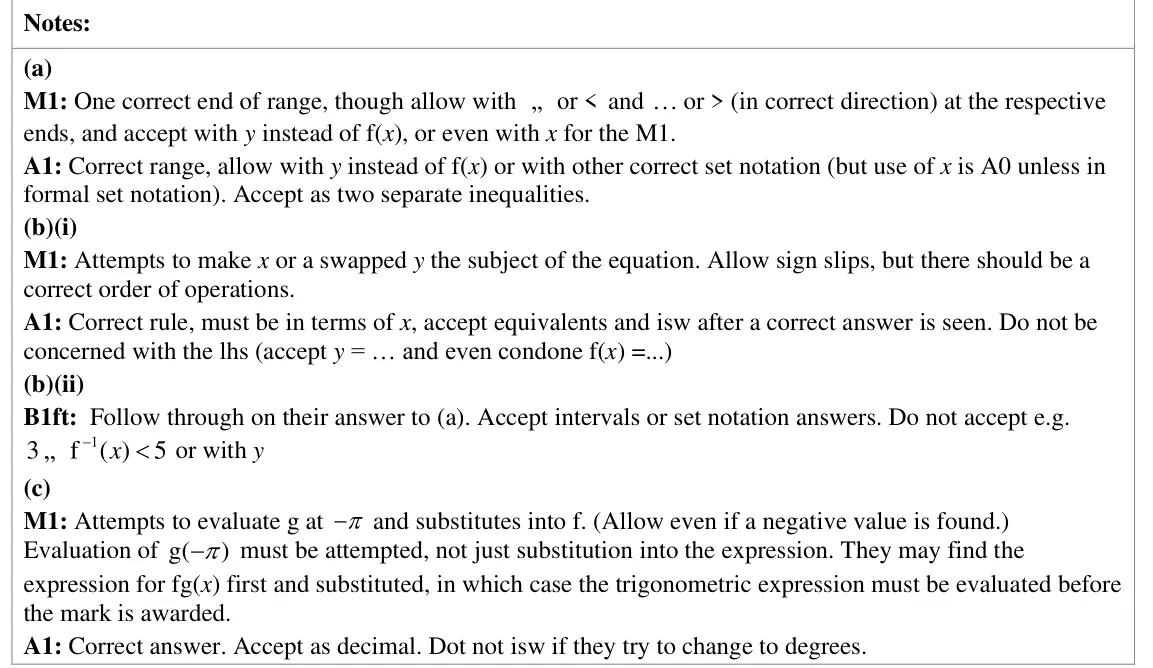 Notes:
(a)
M1: One correct end of range, though allow with ,, or < and … or > (in correct direction) at the respective
ends, and accept with y instead of f(x), or even with x for the M1.
A1: Correct range, allow with y instead of f(x) or with other correct set notation (but use of x is A0 unless in
formal set notation). Accept as two separate inequalities.
(b)(i)
M1: Attempts to make x or a swapped y the subject of the equation. Allow sign slips, but there should be a
correct order of operations.
A1: Correct rule, must be in terms of x, accept equivalents and isw after a correct answer is seen. Do not be
concerned with the lhs (accept y = … and even condone f(x) =...)
(b)(ii)
B1ft: Follow through on their answer to (a). Accept intervals or set notation answers. Do not accept e.g.
3 ,, f⁻¹(x) < 5 or with y
(c)
M1: Attempts to evaluate g at −π and substitutes into f. (Allow even if a negative value is found.)
Evaluation of g(−π) must be attempted, not just substitution into the expression. They may find the
expression for fg(x) first and substituted, in which case the trigonometric expression must be evaluated before
the mark is awarded.
A1: Correct answer. Accept as decimal. Dot not isw if they try to change to degrees.